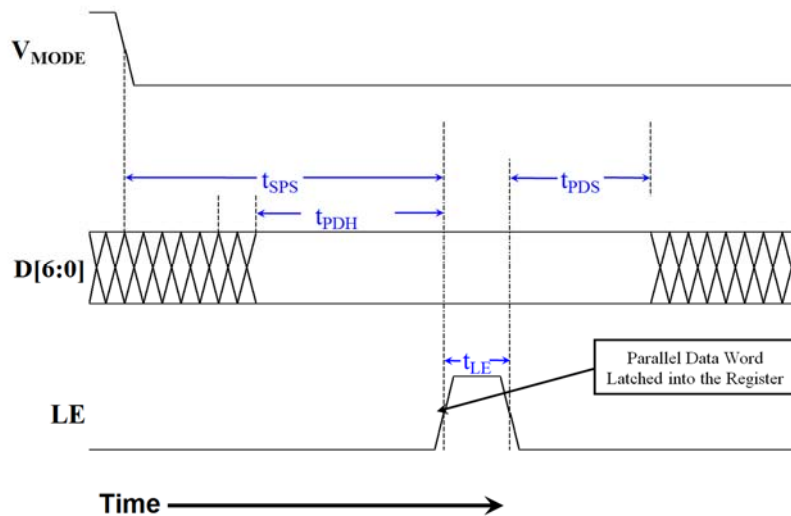 VMODE
tSPS
tPDS
tPDH
D[6:0]
tLE
Parallel Data Word
Latched into the Register
LE
Time